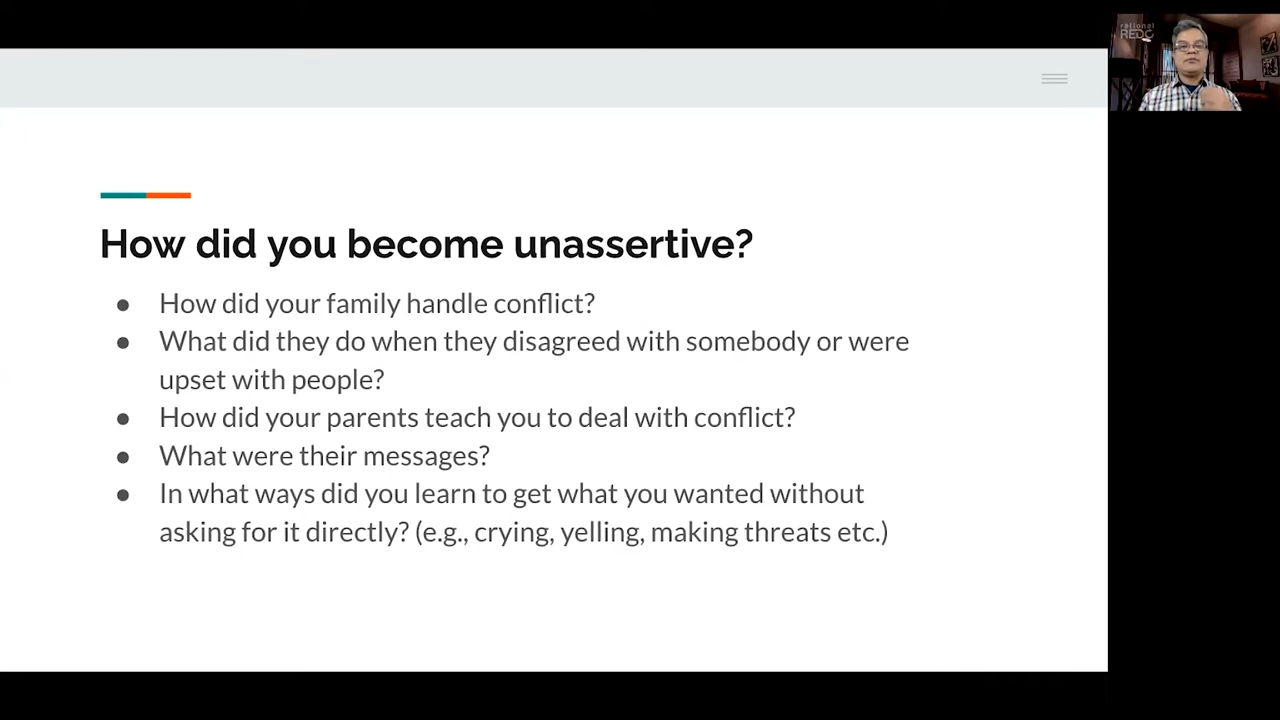 How did you become unassertive?
● How did your family handle conflict?
● What did they do when they disagreed with somebody or were
upset with people?
● How did your parents teach you to deal with conflict?
● What were their messages?
● In what ways did you learn to get what you wanted without
asking for it directly? (e.g., crying, yelling, making threats etc.)
rational
REDC